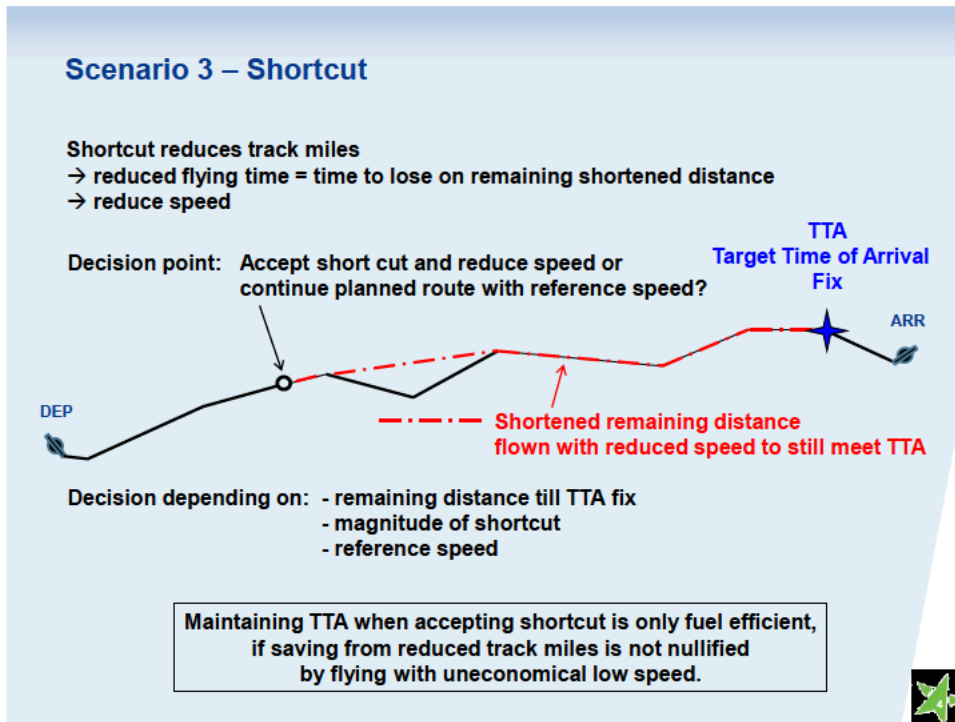 Scenario 3 – Shortcut
Shortcut reduces track miles
→ reduced flying time = time to lose on remaining shortened distance
→ reduce speed
TTA
Target Time of Arrival
Fix
Decision point: Accept short cut and reduce speed or
continue planned route with reference speed?
ARR
DEP
Shortened remaining distance
flown with reduced speed to still meet TTA
Decision depending on: - remaining distance till TTA fix
- magnitude of shortcut
- reference speed
Maintaining TTA when accepting shortcut is only fuel efficient,
if saving from reduced track miles is not nullified
by flying with uneconomical low speed.